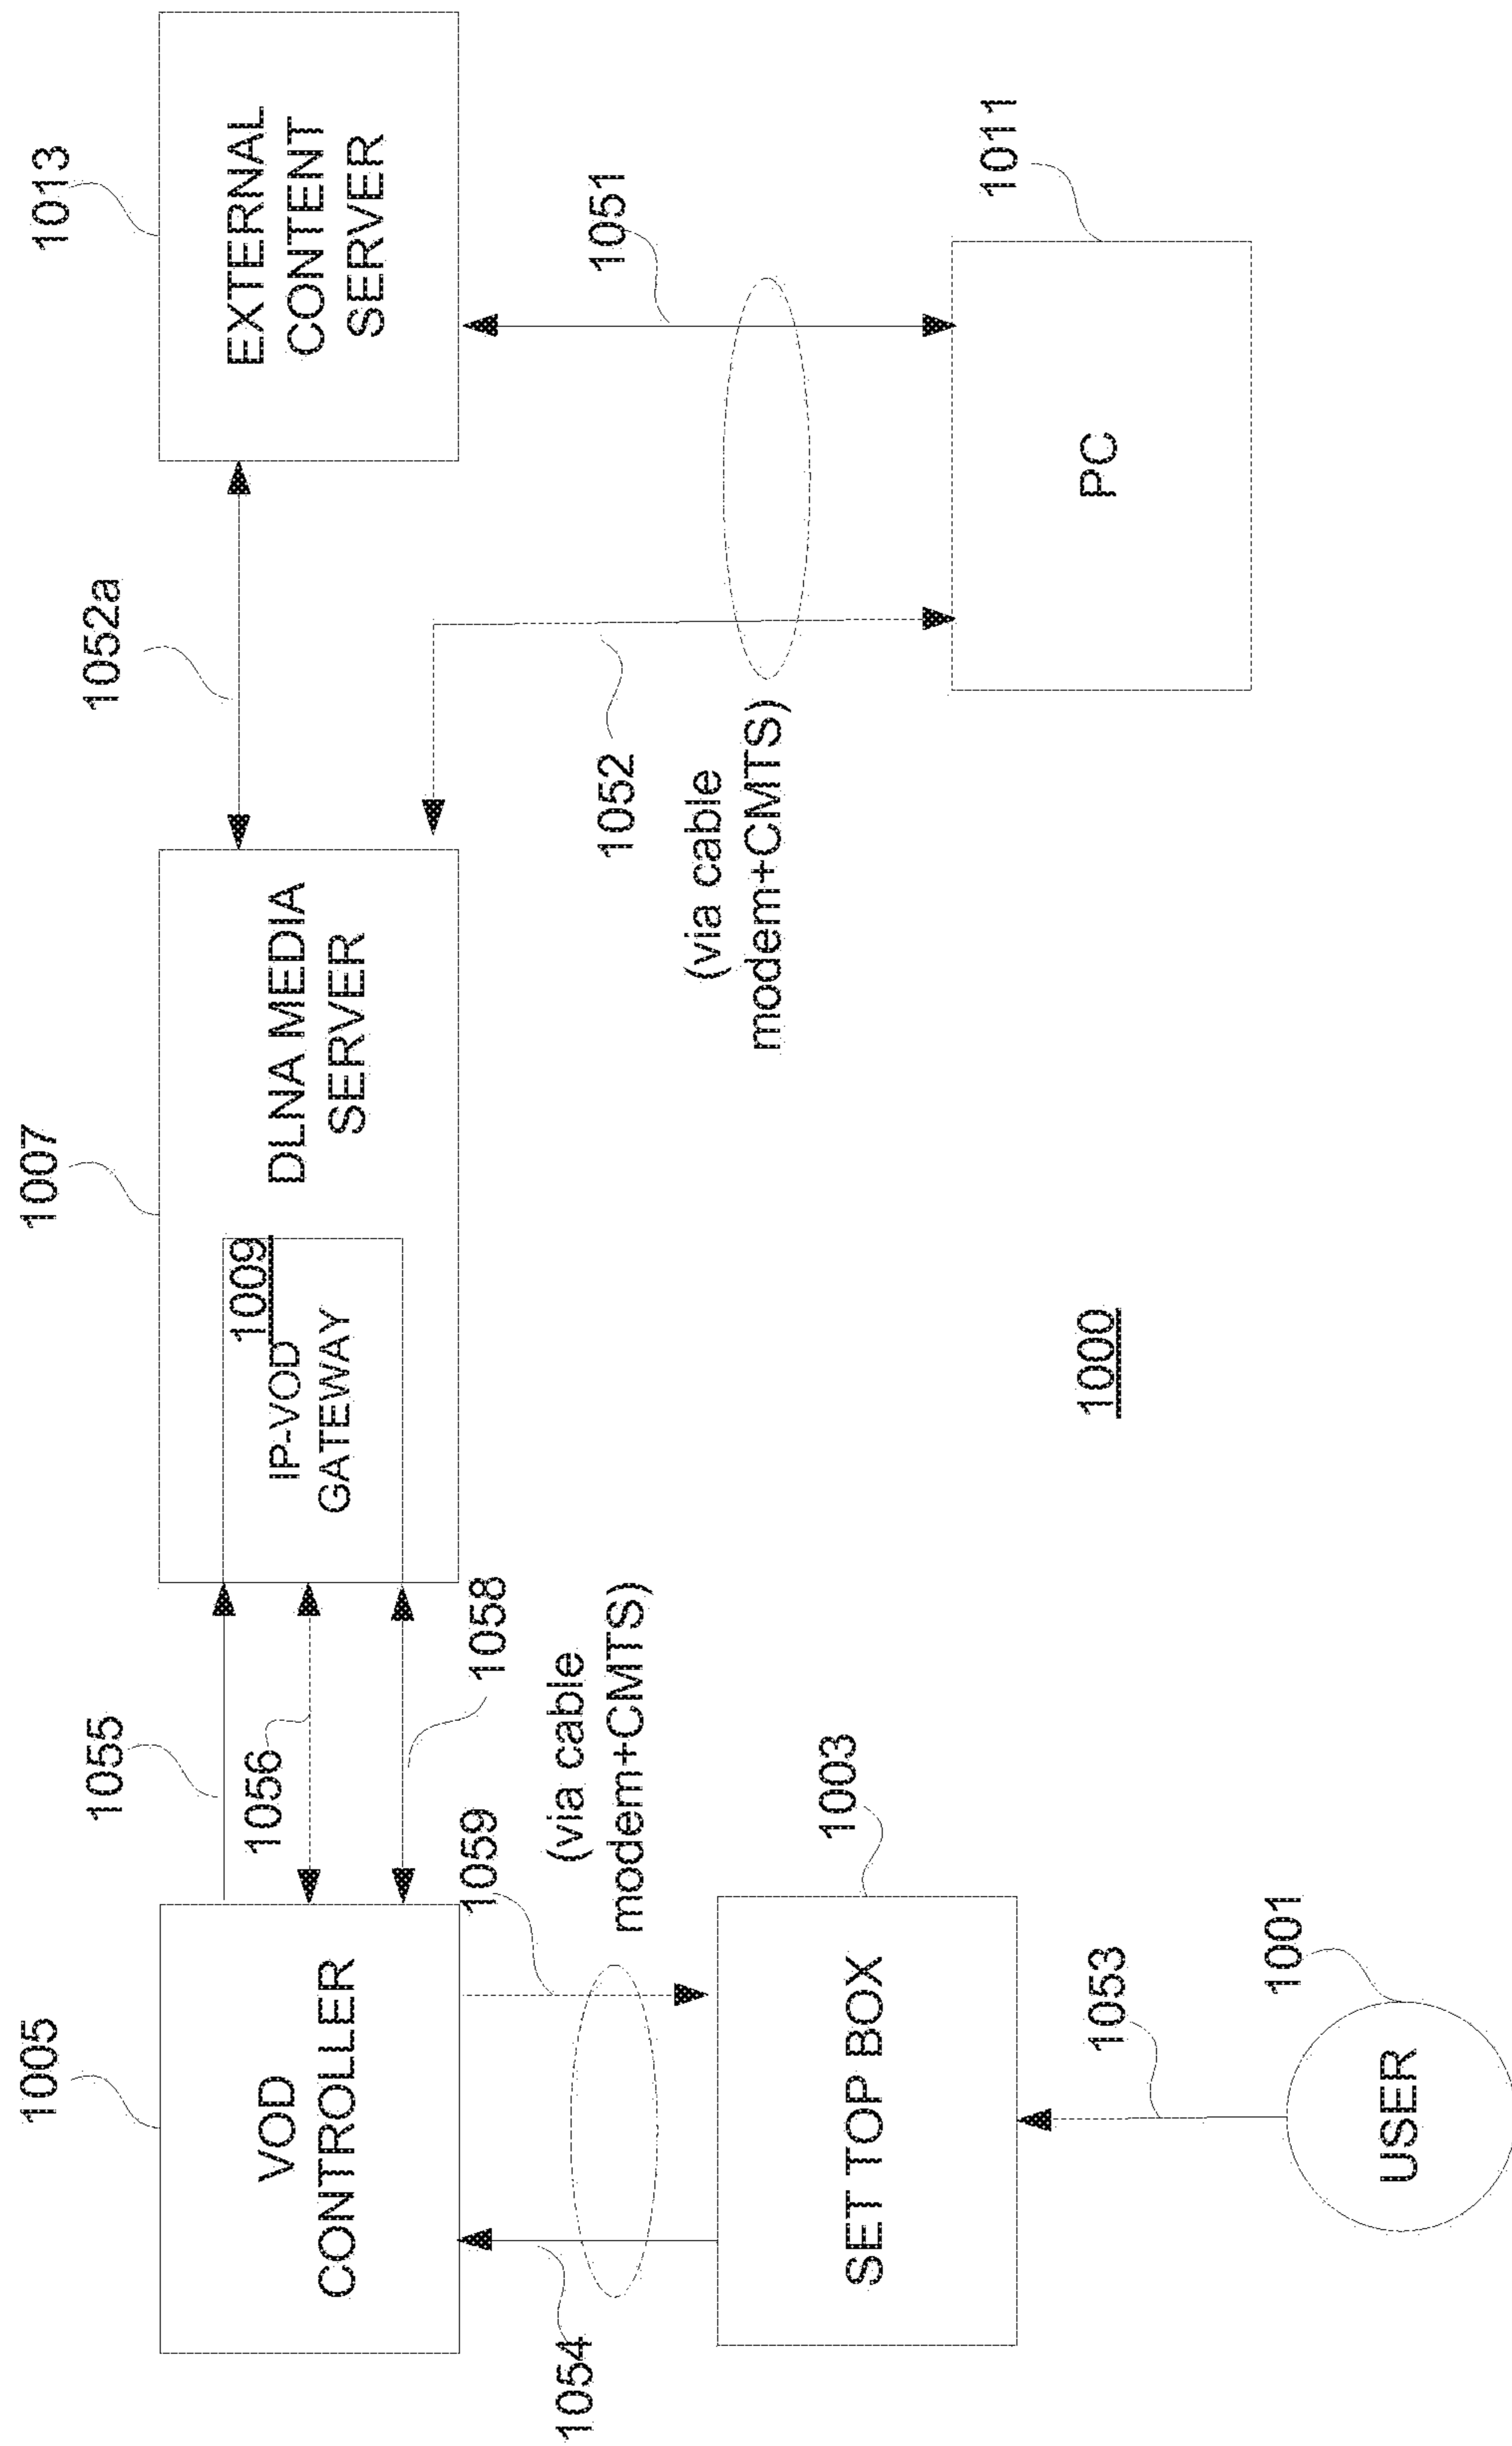 1005
VOD
CONTROLLER
1055
1056
1058
1007
1009
IP-VOD
GATEWAY
DLNA MEDIA
SERVER
1052a
1013
EXTERNAL
CONTENT
SERVER
1054
1059
(via cable
modem+CMTS)
1052
(via cable
modem+CMTS)
1051
1003
SET TOP BOX
1053
1001
USER
1011
PC
1000